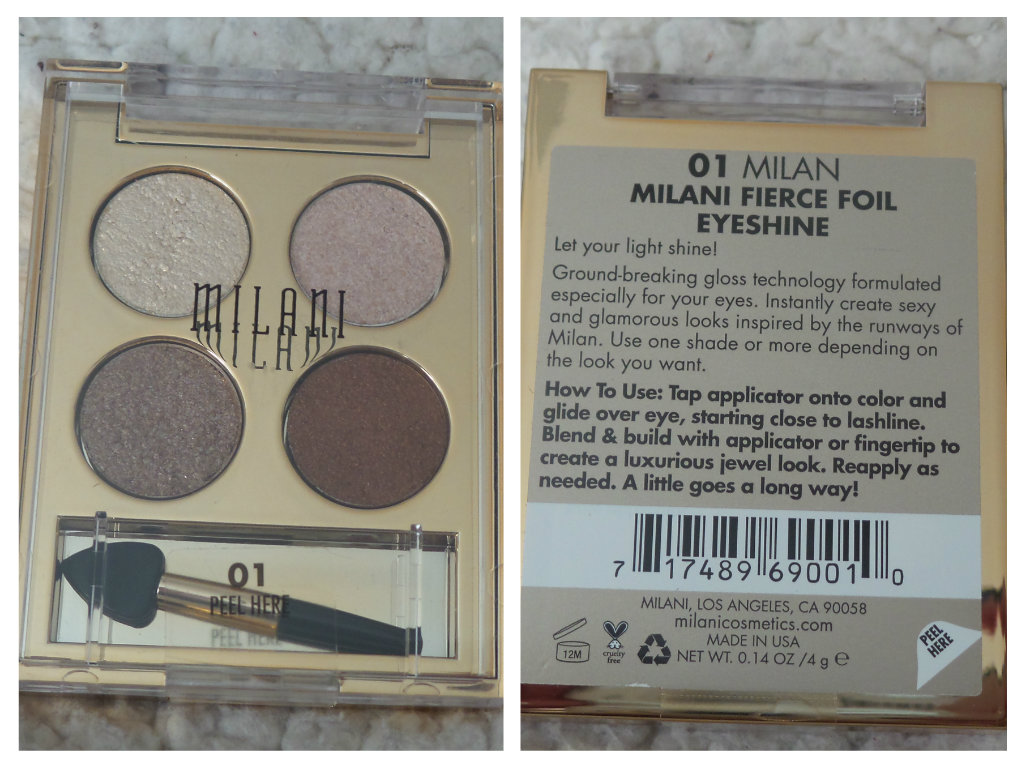 MILANI
01
PEEL HERE
01 MILAN
MILANI FIERCE FOIL
EYESHINE
Let your light shine!
Ground-breaking gloss technology formulated
especially for your eyes. Instantly create sexy
and glamorous looks inspired by the runways of
Milan. Use one shade or more depending on
the look you want.
How To Use: Tap applicator onto color and
glide over eye, starting close to lashline.
Blend & build with applicator or fingertip to
create a luxurious jewel look. Reapply as
needed. A little goes a long way!
7 17489 69001 0
MILANI, LOS ANGELES, CA 90058
milanicosmetics.com
MADE IN USA
NET WT. 0.14 OZ /4 g ℮
12M
cruelty
free
PEEL
HERE